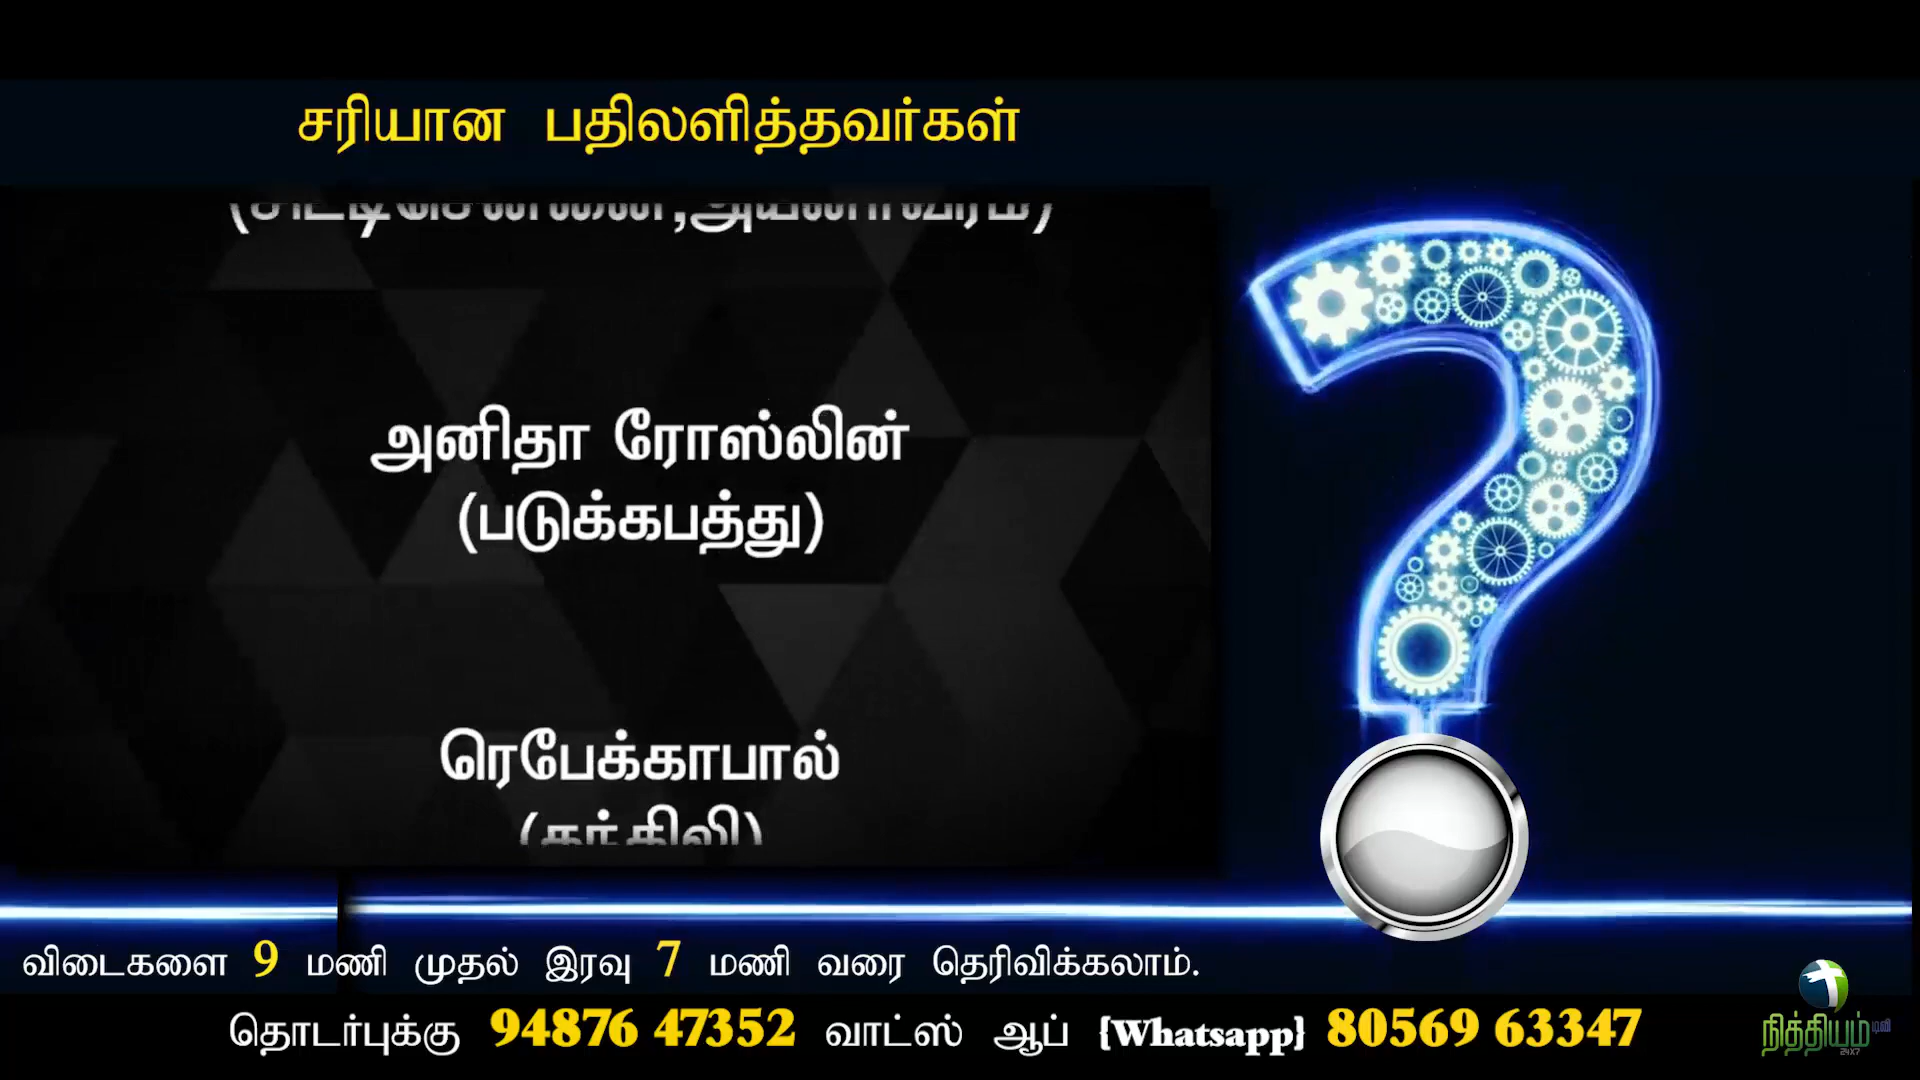 சரியான பதிலளித்தவர்கள்
அனிதா ரோஸ்லின்
(படுக்கபத்து)
ரெபேக்காபால்
விடைகளை 9 மணி முதல் இரவு 7 மணி வரை தெரிவிக்கலாம்.
தொடர்புக்கு 94876 47352 வாட்ஸ் ஆப் {Whatsapp} 80569 63347
நித்தியம் டிவி
24X7